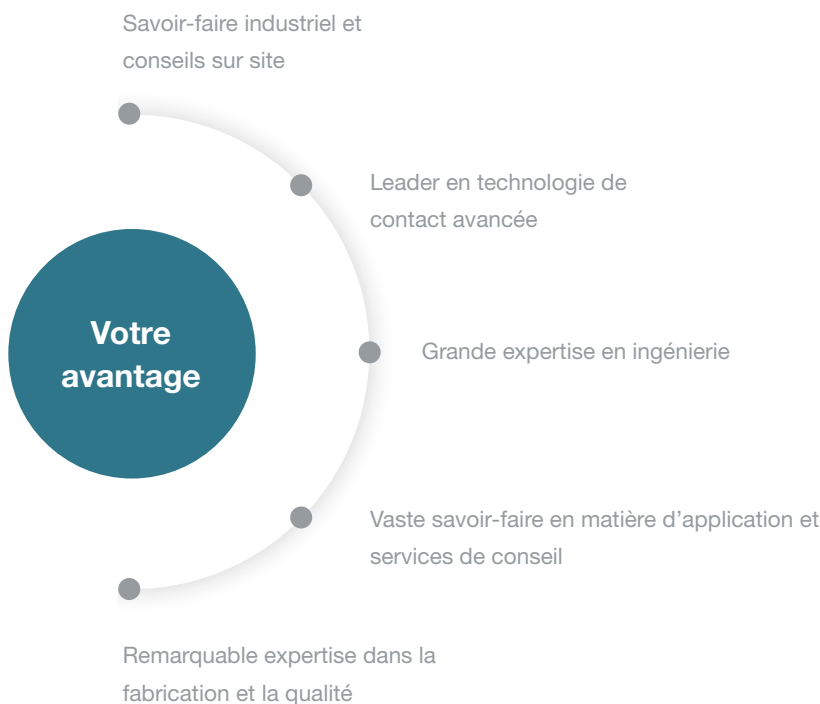 Savoir-faire industriel et
conseils sur site
Leader en technologie de
contact avancée
Votre
avantage
Grande expertise en ingénierie
Vaste savoir-faire en matière d’application et
services de conseil
Remarquable expertise dans la
fabrication et la qualité